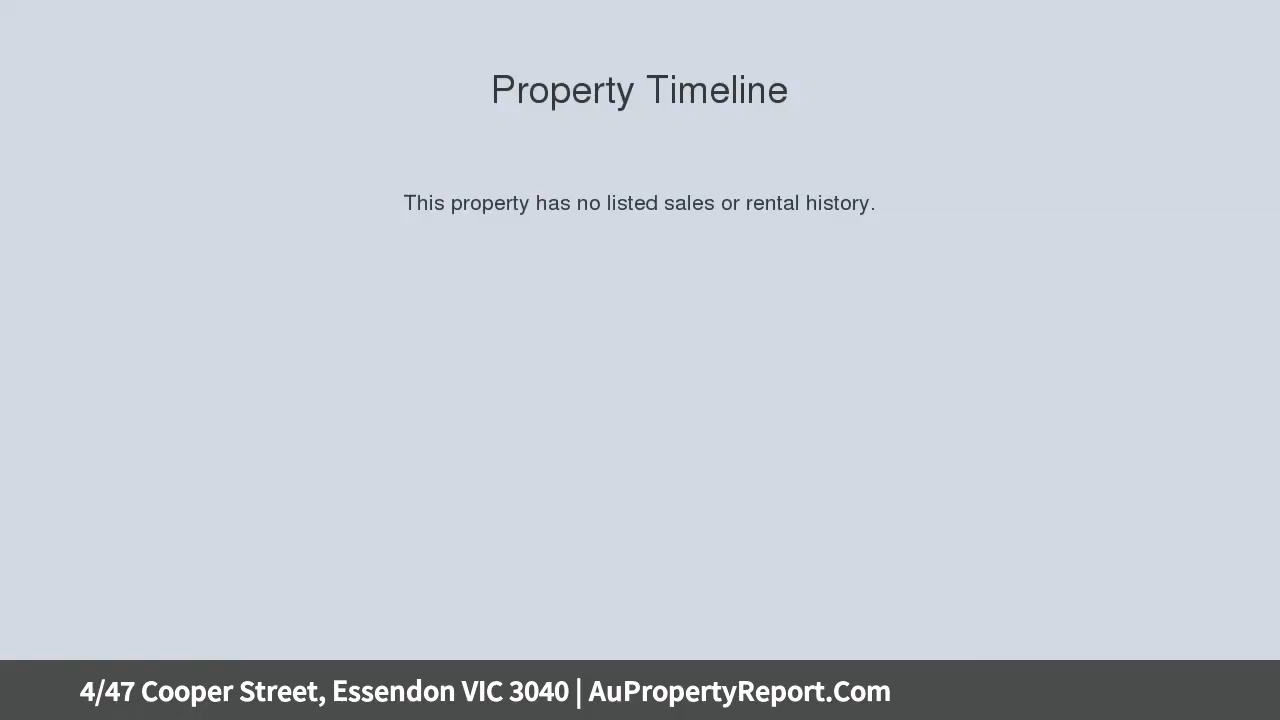 Property Timeline
This property has no listed sales or rental history.
4/47 Cooper Street, Essendon VIC 3040 | AuPropertyReport.Com